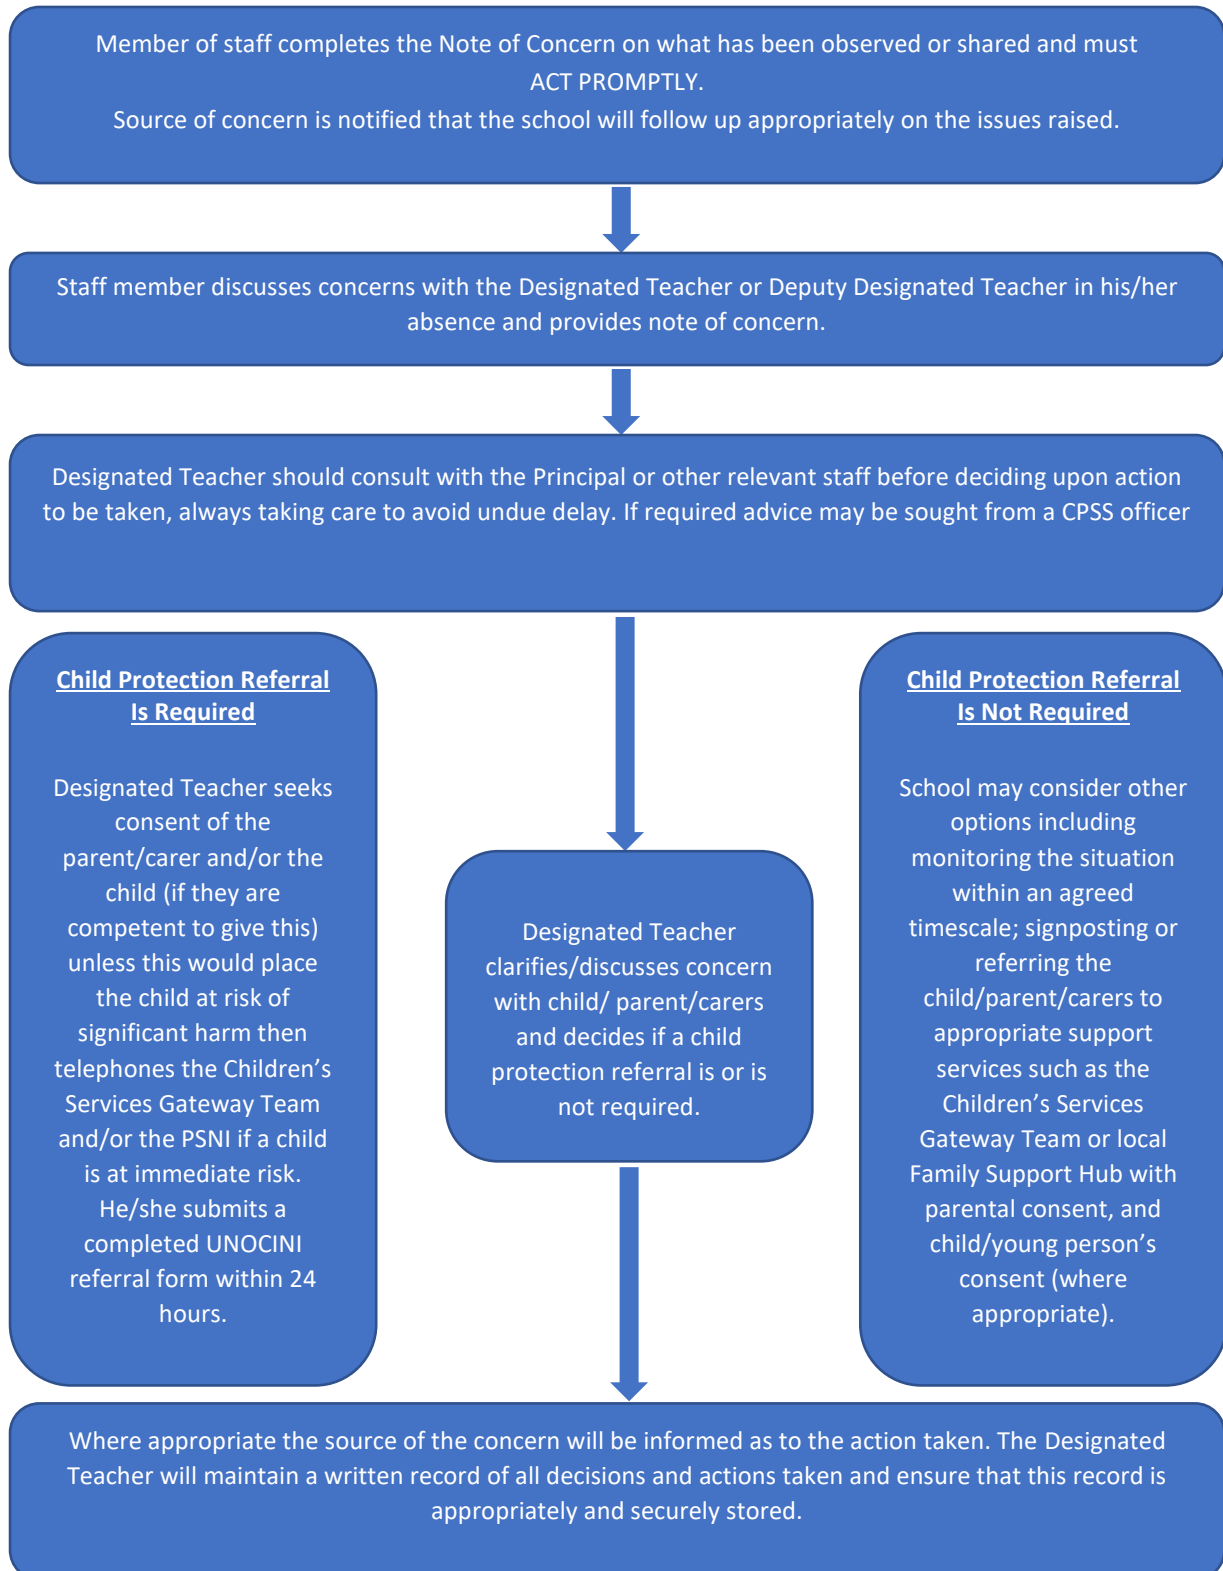 Member of staff completes the Note of Concern on what has been observed or shared and must
ACT PROMPTLY.
Source of concern is notified that the school will follow up appropriately on the issues raised.
Staff member discusses concerns with the Designated Teacher or Deputy Designated Teacher in his/her
absence and provides note of concern.
Designated Teacher should consult with the Principal or other relevant staff before deciding upon action
to be taken, always taking care to avoid undue delay. If required advice may be sought from a CPSS officer
Child Protection Referral
Is Required
Designated Teacher seeks
consent of the
parent/carer and/or the
child (if they are
competent to give this)
unless this would place
the child at risk of
significant harm then
telephones the Children’s
Services Gateway Team
and/or the PSNI if a child
is at immediate risk.
He/she submits a
completed UNOCINI
referral form within 24
hours.
Designated Teacher
clarifies/discusses concern
with child/ parent/carers
and decides if a child
protection referral is or is
not required.
Child Protection Referral
Is Not Required
School may consider other
options including
monitoring the situation
within an agreed
timescale; signposting or
referring the
child/parent/carers to
appropriate support
services such as the
Children’s Services
Gateway Team or local
Family Support Hub with
parental consent, and
child/young person’s
consent (where
appropriate).
Where appropriate the source of the concern will be informed as to the action taken. The Designated
Teacher will maintain a written record of all decisions and actions taken and ensure that this record is
appropriately and securely stored.